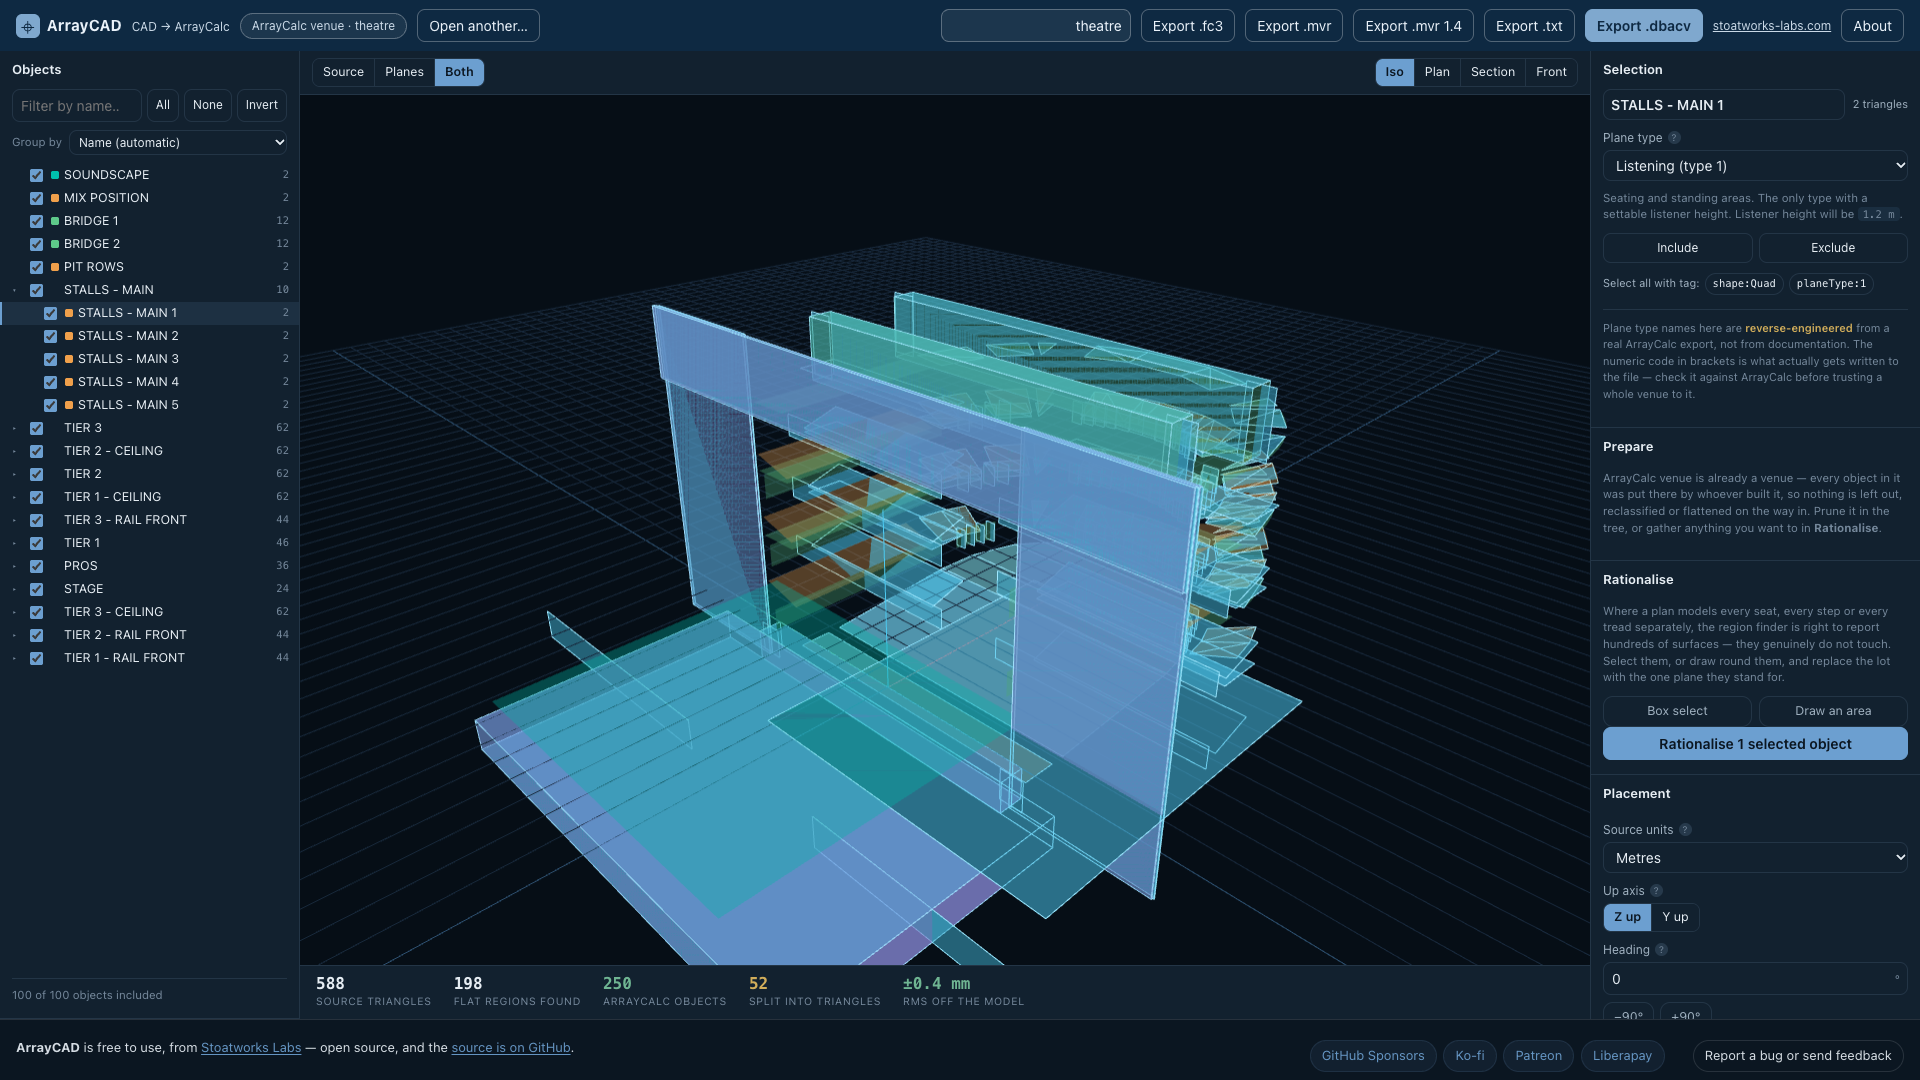 ArrayCAD CAD → ArrayCalc ArrayCalc venue · theatre Open another... theatre Export .fc3 Export .mvr Export .mvr 1.4 Export .txt Export .dbacv stoatworks-labs.com About
Objects
Filter by name.. All None Invert
Group by Name (automatic)
SOUNDSCAPE 2
MIX POSITION 2
BRIDGE 1 12
BRIDGE 2 12
PIT ROWS 2
STALLS - MAIN 10
STALLS - MAIN 1 2
STALLS - MAIN 2 2
STALLS - MAIN 3 2
STALLS - MAIN 4 2
STALLS - MAIN 5 2
TIER 3 62
TIER 2 - CEILING 62
TIER 2 62
TIER 1 - CEILING 62
TIER 3 - RAIL FRONT 44
TIER 1 46
PROS 36
STAGE 24
TIER 3 - CEILING 62
TIER 2 - RAIL FRONT 44
TIER 1 - RAIL FRONT 44
100 of 100 objects included
Source Planes Both Iso Plan Section Front
588 198 250 52 ±0.4 mm
SOURCE TRIANGLES FLAT REGIONS FOUND ARRAYCALC OBJECTS SPLIT INTO TRIANGLES RMS OFF THE MODEL
Selection
STALLS - MAIN 1 2 triangles
Plane type ?
Listening (type 1)
Seating and standing areas. The only type with a
settable listener height. Listener height will be 1.2 m .
Include Exclude
Select all with tag: shape:Quad planeType:1
Plane type names here are reverse-engineered from a
real ArrayCalc export, not from documentation. The
numeric code in brackets is what actually gets written to
the file — check it against ArrayCalc before trusting a
whole venue to it.
Prepare
ArrayCalc venue is already a venue — every object in it
was put there by whoever built it, so nothing is left out,
reclassified or flattened on the way in. Prune it in the
tree, or gather anything you want to in Rationalise.
Rationalise
Where a plan models every seat, every step or every
tread separately, the region finder is right to report
hundreds of surfaces — they genuinely do not touch.
Select them, or draw round them, and replace the lot
with the one plane they stand for.
Box select Draw an area
Rationalise 1 selected object
Placement
Source units ?
Metres
Up axis ?
Z up Y up
Heading ?
0 °
−90° +90°
ArrayCAD is free to use, from Stoatworks Labs — open source, and the source is on GitHub.
GitHub Sponsors Ko-fi Patreon Liberapay Report a bug or send feedback